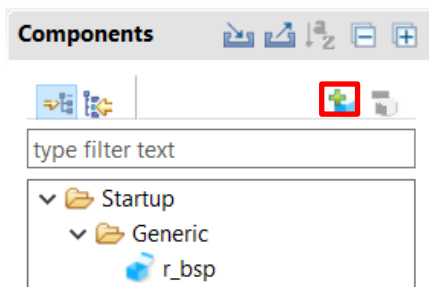 Components
type filter text
Startup
Generic
r_bsp